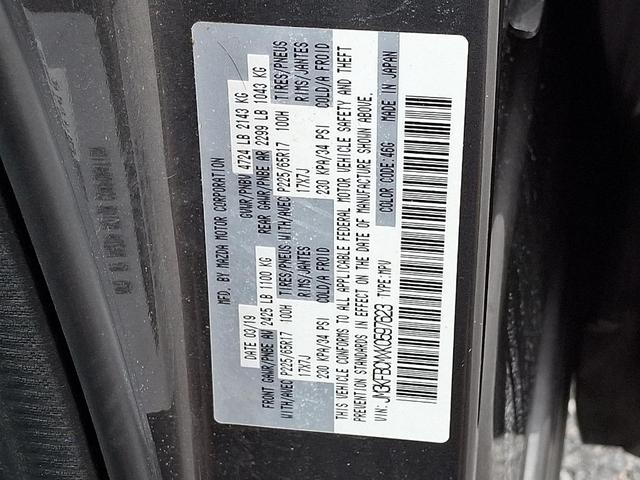 MFD. BY MAZDA MOTOR CORPORATION
DATE 03/19 GVWR/PNBV 4724 LB 2143 KG
FRONT GAWR/PNBE AV 2425 LB 1100 KG REAR GAWR/PNBE AR 2299 LB 1043 KG
WITH/AVEC P225/65R17 100H TIRES/PNEUS WITH/AVEC P225/65R17 100H TIRES/PNEUS
17X7J RIMS/JANTES 17X7J RIMS/JANTES
230 KPA/34 PSI COLD/A FROID 230 KPA/34 PSI COLD/A FROID
THIS VEHICLE CONFORMS TO ALL APPLICABLE FEDERAL MOTOR VEHICLE SAFETY AND THEFT
PREVENTION STANDARDS IN EFFECT ON THE DATE OF MANUFACTURE SHOWN ABOVE.
VIN: JM3KFBCMXK0597623 TYPE: MPV COLOR CODE: 46G MADE IN JAPAN